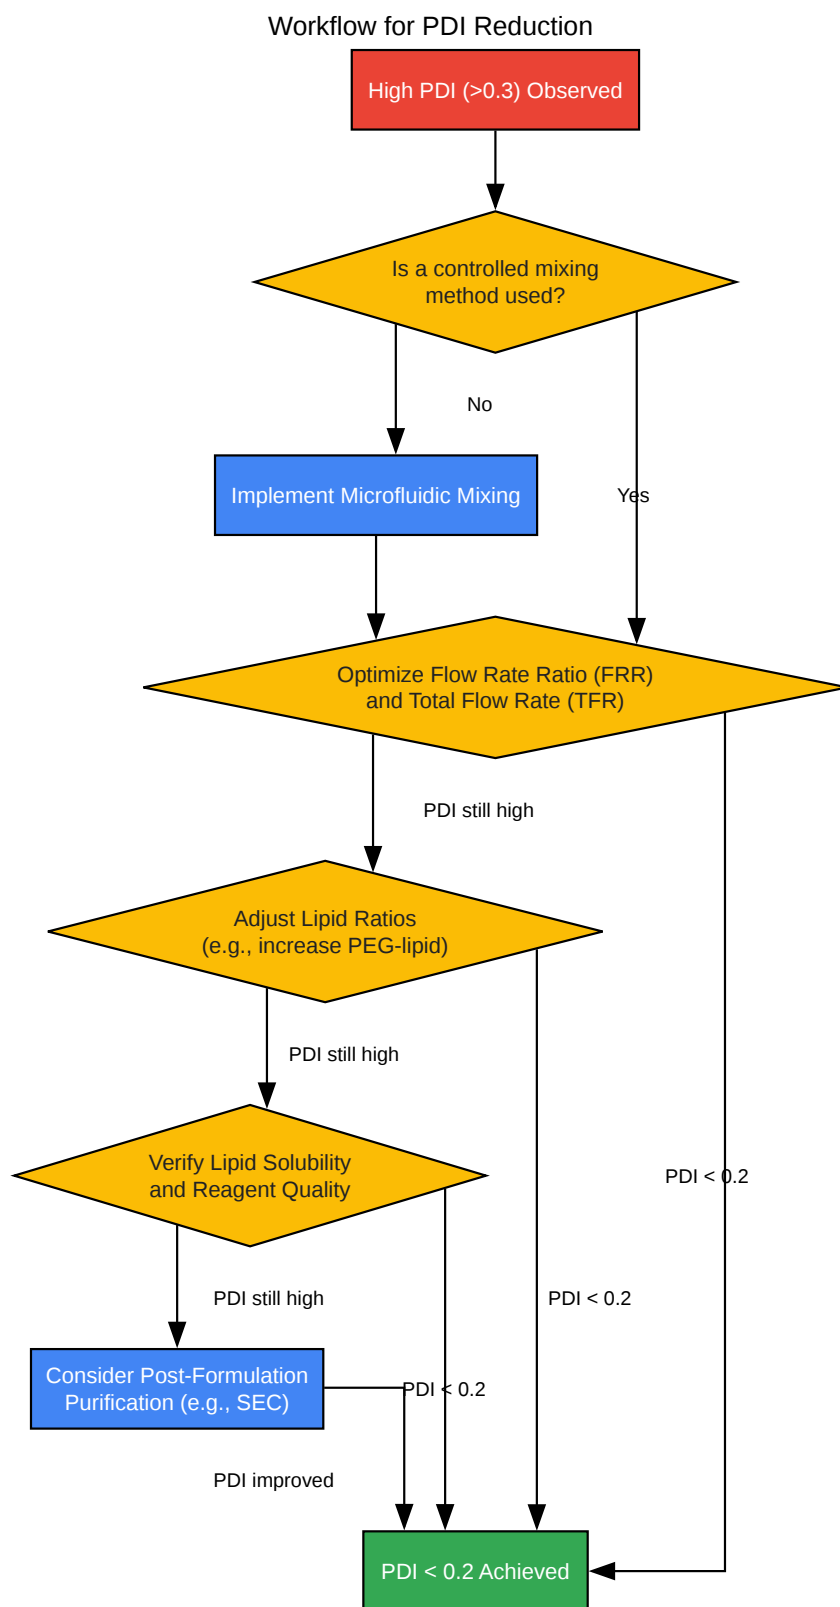 Workflow for PDI Reduction
High PDI (>0.3) Observed
Is a controlled mixing
method used?
No
Implement Microfluidic Mixing
Yes
Optimize Flow Rate Ratio (FRR)
and Total Flow Rate (TFR)
PDI still high
Adjust Lipid Ratios
(e.g., increase PEG-lipid)
PDI still high
Verify Lipid Solubility
and Reagent Quality
PDI < 0.2
PDI still high
PDI < 0.2
Consider Post-Formulation
Purification (e.g., SEC)
PDI < 0.2
PDI improved
PDI < 0.2 Achieved